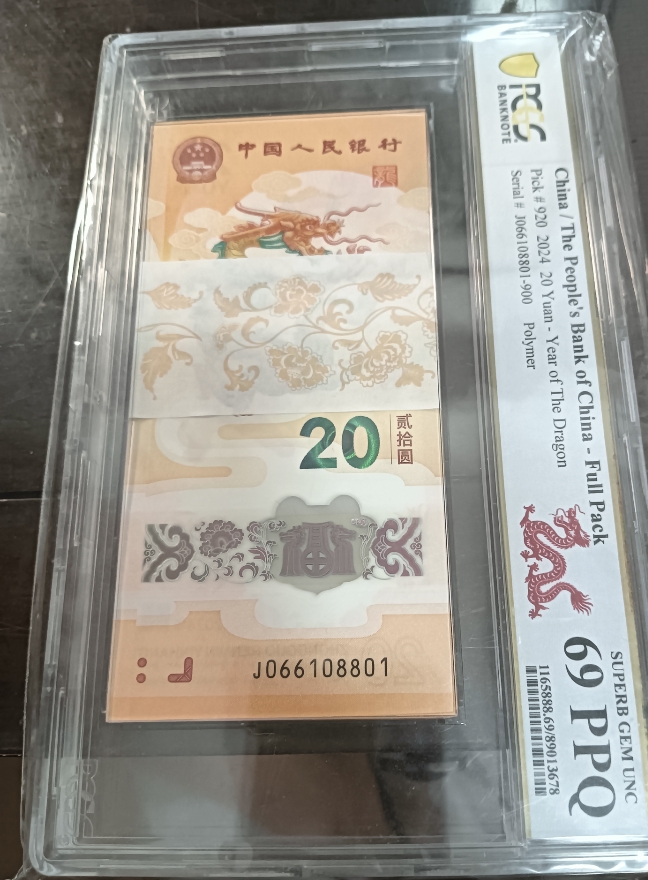 中国人民银行
20
贰拾圆
J066108801
PCGS
BANKNOTE
China / The People's Bank of China - Full Pack
Pick # 920 2024 20 Yuan - Year of The Dragon
Serial # J066108801-900 Polymer
SUPERB GEM UNC
69 PPQ
1165888.69/89013678